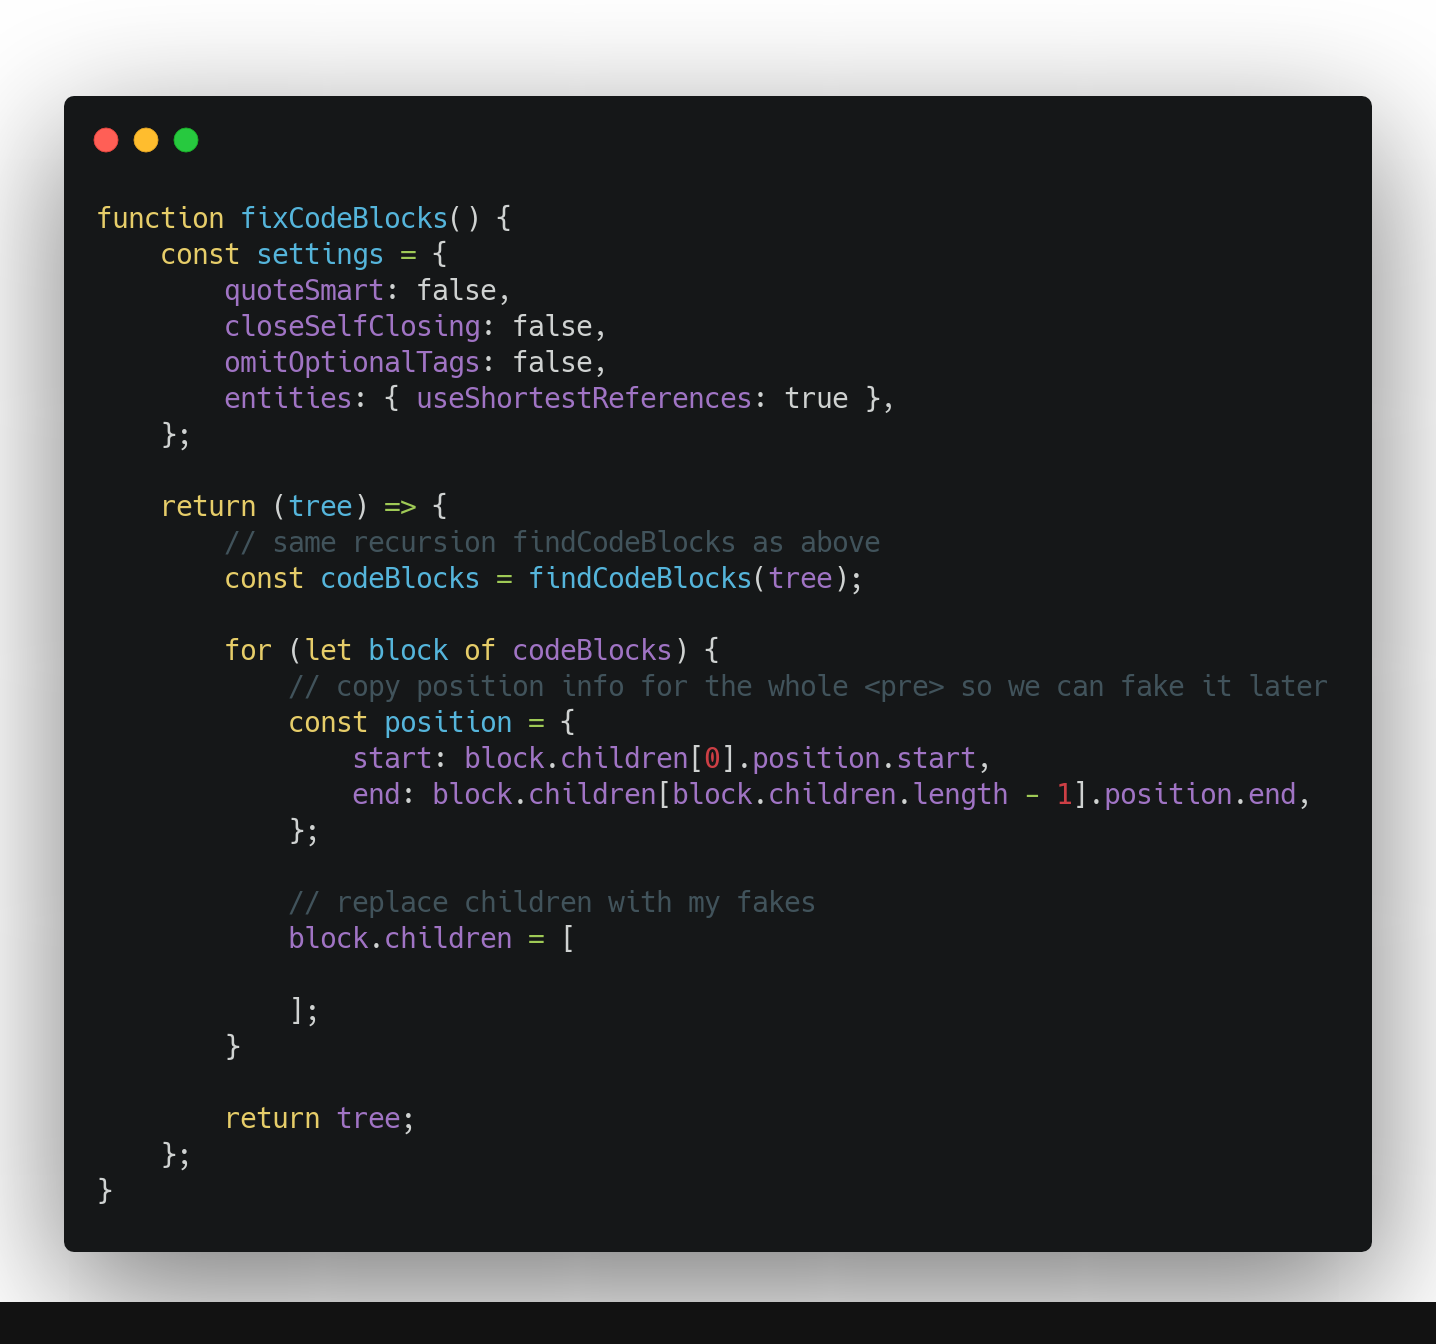 function fixCodeBlocks() {
    const settings = {
        quoteSmart: false,
        closeSelfClosing: false,
        omitOptionalTags: false,
        entities: { useShortestReferences: true },
    };

    return (tree) => {
        // same recursion findCodeBlocks as above
        const codeBlocks = findCodeBlocks(tree);

        for (let block of codeBlocks) {
            // copy position info for the whole <pre> so we can fake it later
            const position = {
                start: block.children[0].position.start,
                end: block.children[block.children.length - 1].position.end,
            };

            // replace children with my fakes
            block.children = [

            ];
        }

        return tree;
    };
}